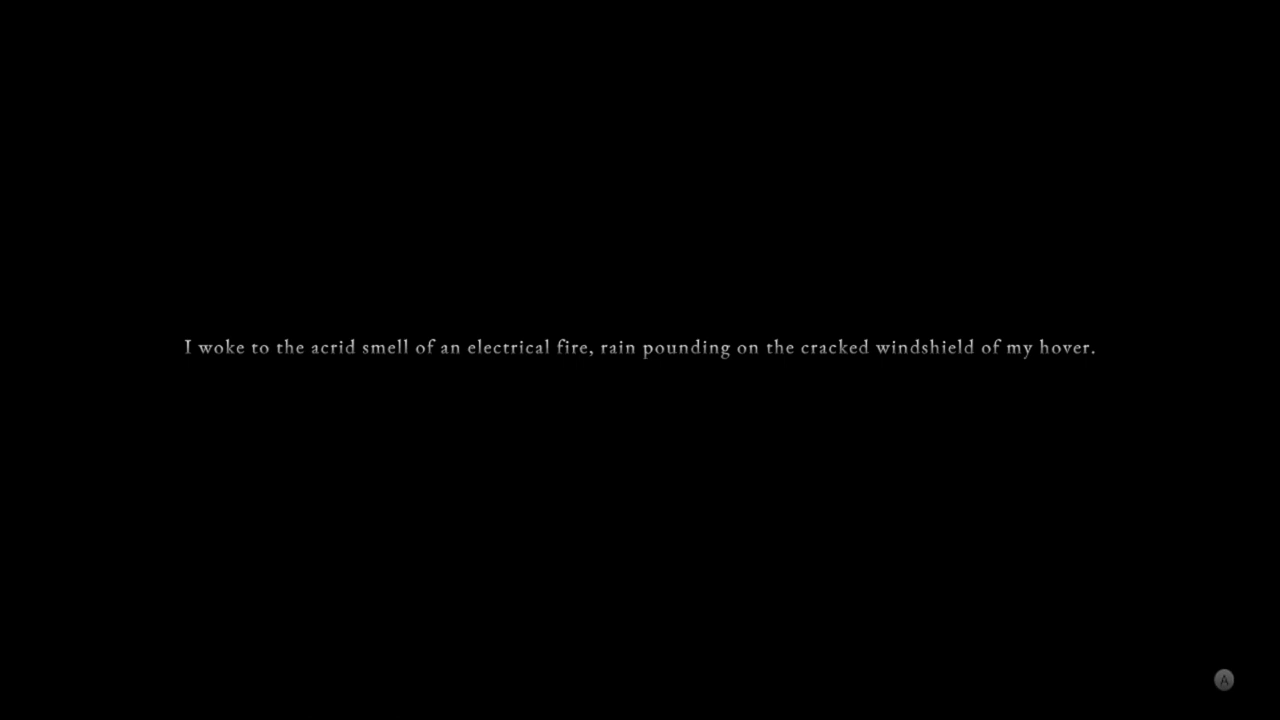 I woke to the acrid smell of an electrical fire, rain pounding on the cracked windshield of my hover.
A